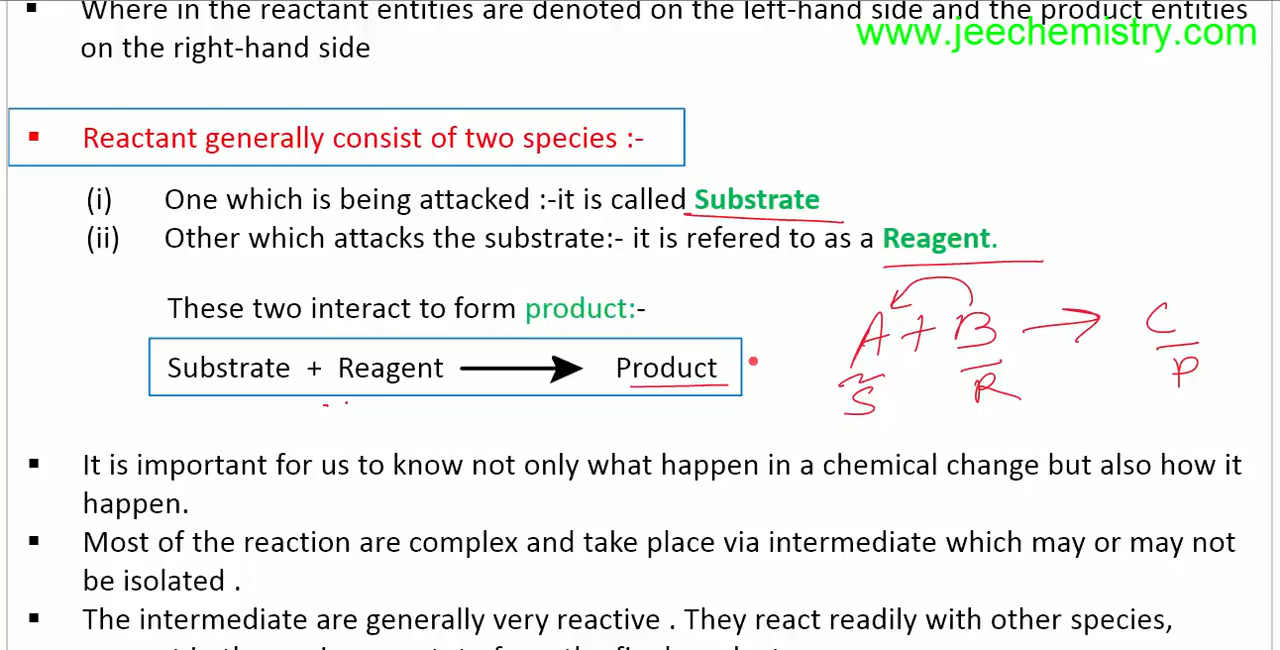 ▪ Where in the reactant entities are denoted on the left-hand side and the product entities
on the right-hand side
www.jeechemistry.com
▪ Reactant generally consist of two species :-
(i) One which is being attacked :-it is called Substrate
(ii) Other which attacks the substrate:- it is refered to as a Reagent.
These two interact to form product:-
Substrate + Reagent ⟶ Product
A + B → C
S R P
▪ It is important for us to know not only what happen in a chemical change but also how it
happen.
▪ Most of the reaction are complex and take place via intermediate which may or may not
be isolated .
▪ The intermediate are generally very reactive . They react readily with other species,